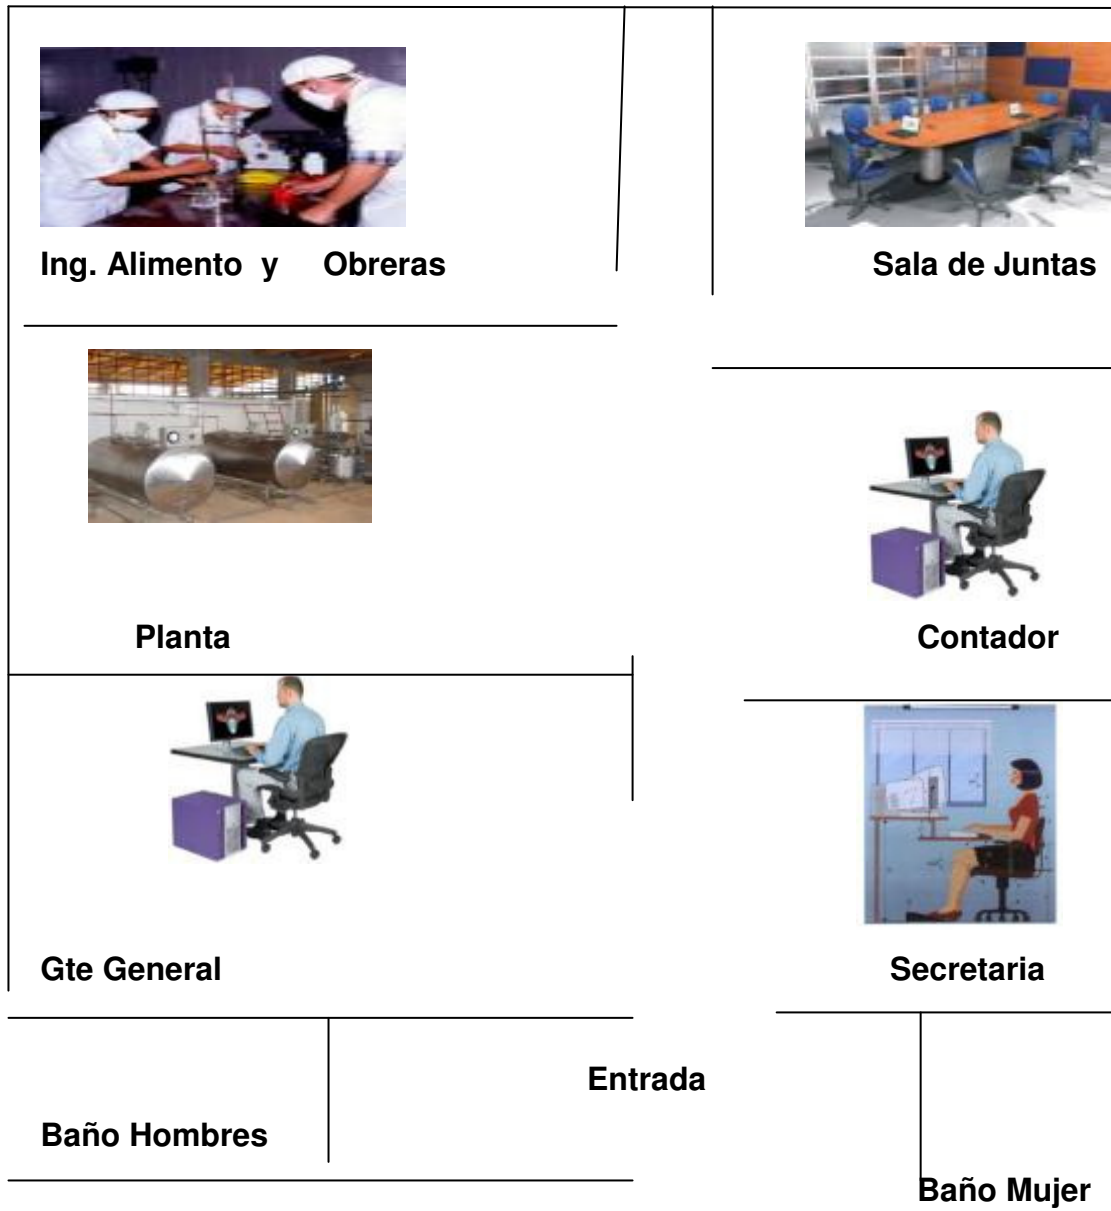 Ing. Alimento y Obreras
Sala de Juntas
Planta
Contador
Gte General
Secretaria
Entrada
Baño Hombres
Baño Mujer